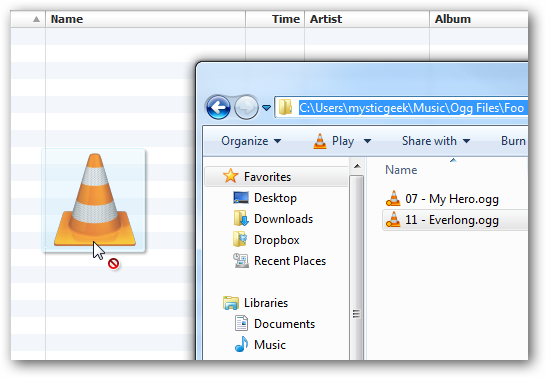 Name Time Artist Album
C:\Users\mysticgeek\Music\Ogg Files\Foo
Organize Play Share with Burn
Favorites
Desktop
Downloads
Dropbox
Recent Places
Libraries
Documents
Music
Name
07 - My Hero.ogg
11 - Everlong.ogg